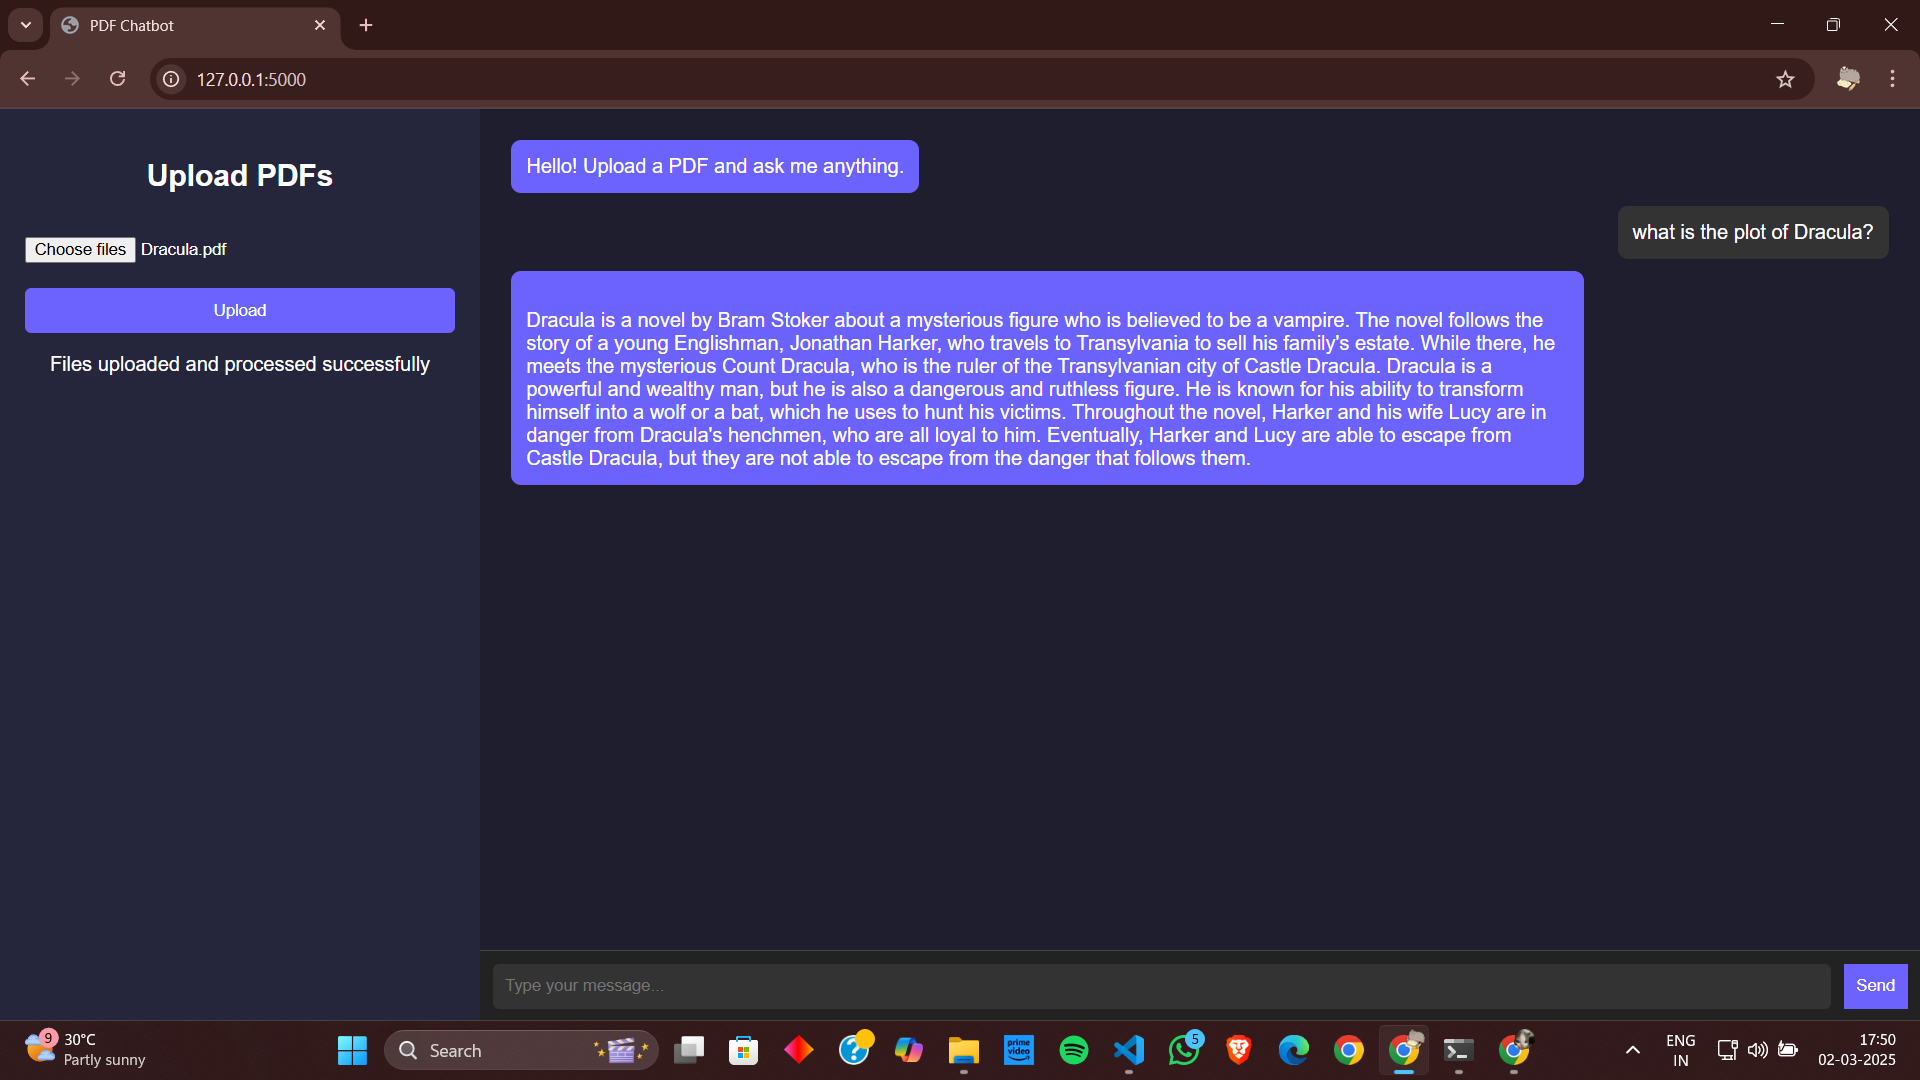 PDF Chatbot
127.0.0.1:5000
Upload PDFs
Choose files Dracula.pdf
Upload
Files uploaded and processed successfully
Hello! Upload a PDF and ask me anything.
what is the plot of Dracula?
Dracula is a novel by Bram Stoker about a mysterious figure who is believed to be a vampire. The novel follows the
story of a young Englishman, Jonathan Harker, who travels to Transylvania to sell his family's estate. While there, he
meets the mysterious Count Dracula, who is the ruler of the Transylvanian city of Castle Dracula. Dracula is a
powerful and wealthy man, but he is also a dangerous and ruthless figure. He is known for his ability to transform
himself into a wolf or a bat, which he uses to hunt his victims. Throughout the novel, Harker and his wife Lucy are in
danger from Dracula's henchmen, who are all loyal to him. Eventually, Harker and Lucy are able to escape from
Castle Dracula, but they are not able to escape from the danger that follows them.
Type your message...
Send
9
30°C
Partly sunny
Search
prime
video
5
ENG
IN
17:50
02-03-2025